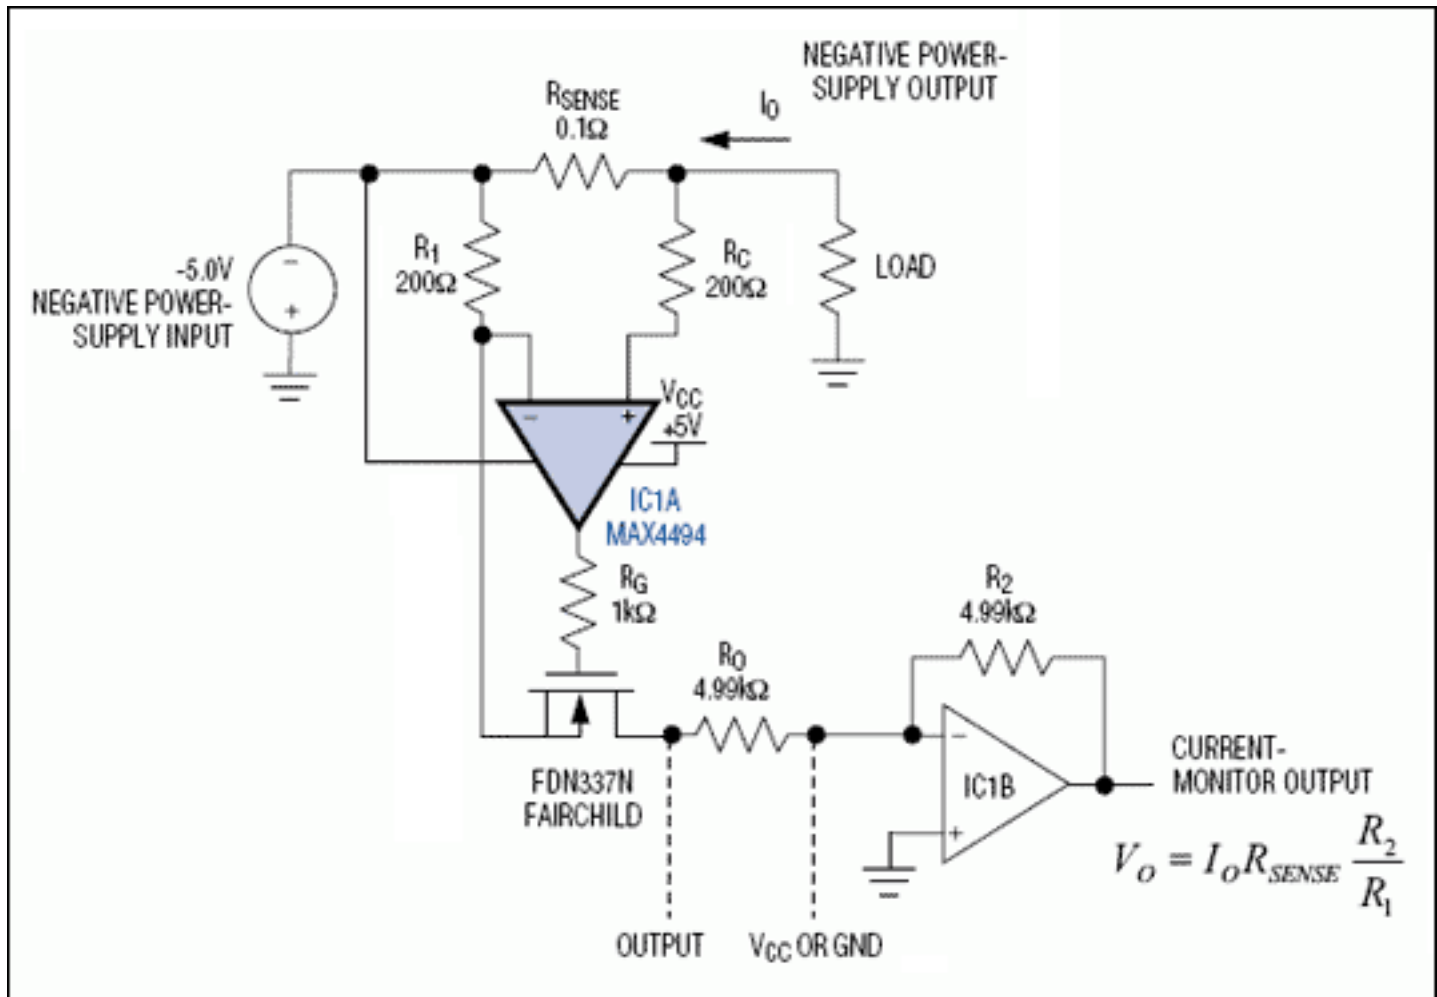 NEGATIVE POWER-
SUPPLY OUTPUT
RSENSE
0.1Ω
IO
R1
200Ω
RC
200Ω
LOAD
-5.0V
NEGATIVE POWER-
SUPPLY INPUT
−
+
−
+
VCC
+5V
IC1A
MAX4494
RG
1kΩ
R2
4.99kΩ
RO
4.99kΩ
−
+
IC1B
CURRENT-
MONITOR OUTPUT
FDN337N
FAIRCHILD
VO = IO RSENSE R2/R1
OUTPUT
VCC OR GND